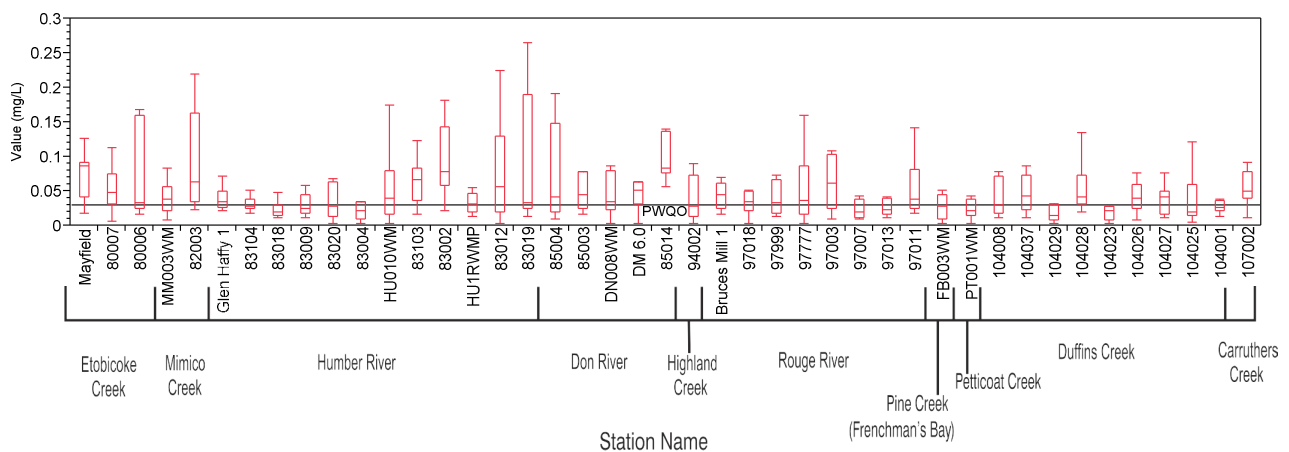 0.3
0.25
0.2
0.15
0.1
0.05
0
Value (mg/L)
PWQO
Mayfield
80007
80006
MM003WM
82003
Glen Haffy 1
83104
83018
83009
83020
83004
HU010WM
83103
83002
HU1RWMP
83012
83019
85004
85003
DN008WM
DM 6.0
85014
94002
Bruces Mill 1
97018
97999
97777
97003
97007
97013
97011
FB003WM
PT001WM
104008
104037
104029
104028
104023
104026
104027
104025
104001
107002
Etobicoke
Creek
Mimico
Creek
Humber River
Don River
Highland
Creek
Rouge River
Pine Creek
(Frenchman's Bay)
Petticoat Creek
Duffins Creek
Carruthers
Creek
Station Name